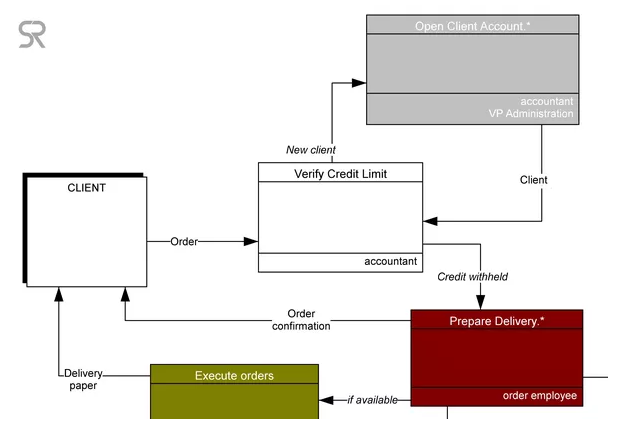 SR
Open Client Account.*
accountant
VP Administration
New client
Verify Credit Limit
Client
CLIENT
Order
accountant
Credit withheld
Order
confirmation
Prepare Delivery.*
Delivery
paper
Execute orders
if available
order employee